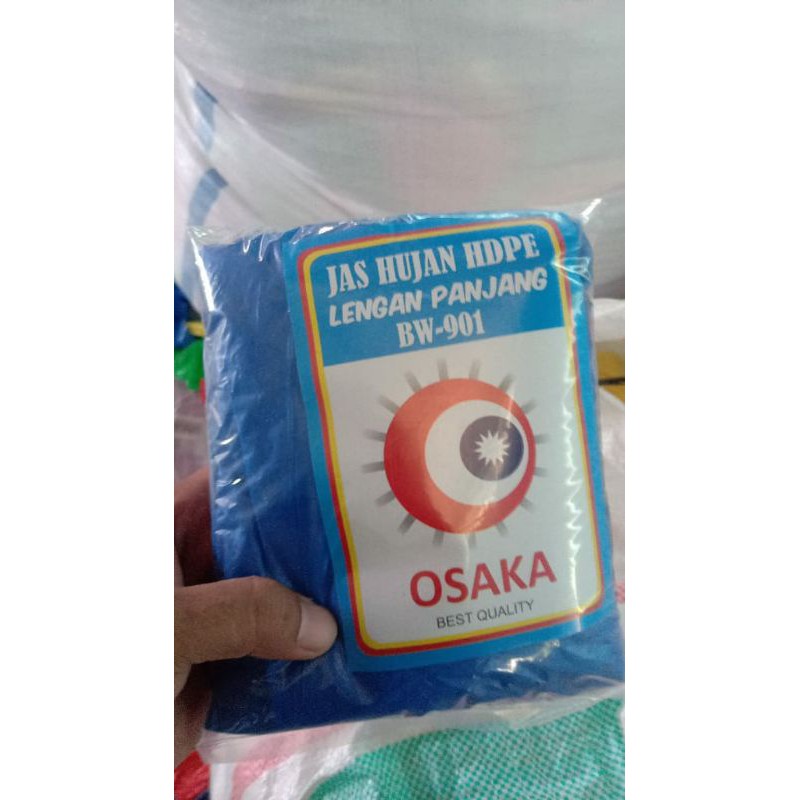 JAS HUJAN HDPE
LENGAN PANJANG
BW-901
OSAKA
BEST QUALITY